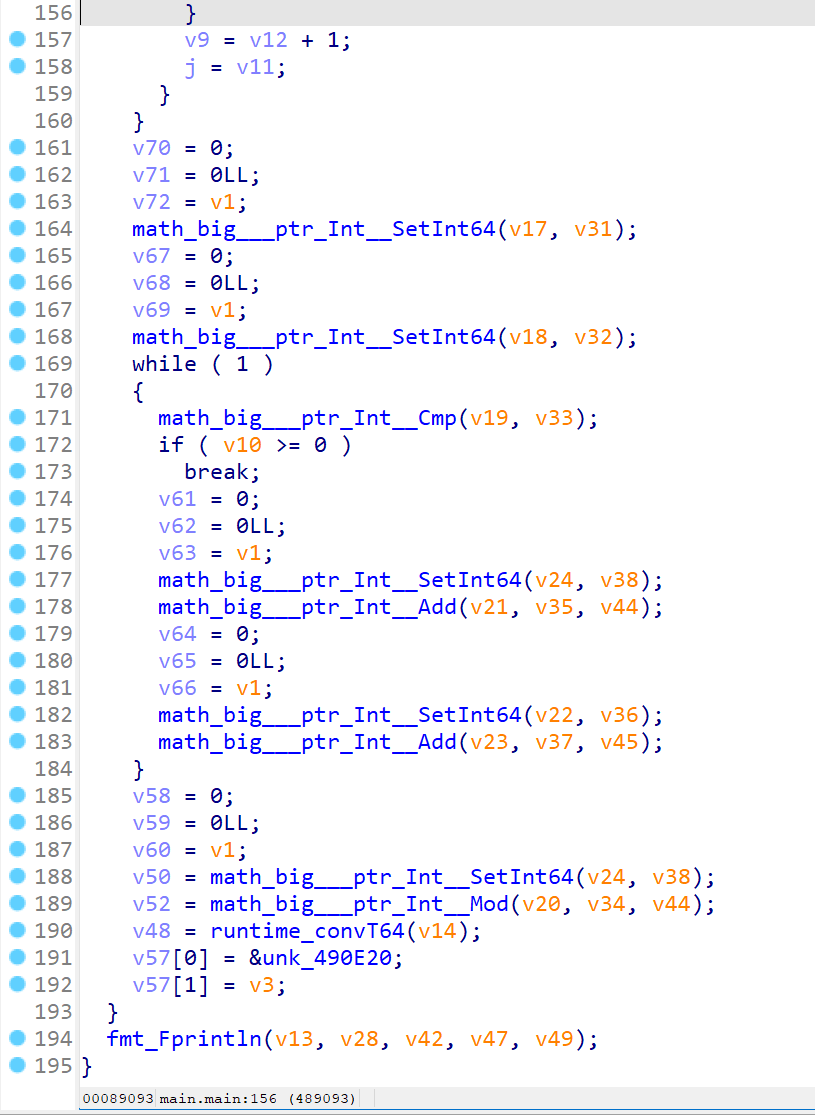 156         }
157         v9 = v12 + 1;
158         j = v11;
159       }
160     }
161     v70 = 0;
162     v71 = 0LL;
163     v72 = v1;
164     math_big___ptr_Int__SetInt64(v17, v31);
165     v67 = 0;
166     v68 = 0LL;
167     v69 = v1;
168     math_big___ptr_Int__SetInt64(v18, v32);
169     while ( 1 )
170     {
171       math_big___ptr_Int__Cmp(v19, v33);
172       if ( v10 >= 0 )
173         break;
174       v61 = 0;
175       v62 = 0LL;
176       v63 = v1;
177       math_big___ptr_Int__SetInt64(v24, v38);
178       math_big___ptr_Int__Add(v21, v35, v44);
179       v64 = 0;
180       v65 = 0LL;
181       v66 = v1;
182       math_big___ptr_Int__SetInt64(v22, v36);
183       math_big___ptr_Int__Add(v23, v37, v45);
184     }
185     v58 = 0;
186     v59 = 0LL;
187     v60 = v1;
188     v50 = math_big___ptr_Int__SetInt64(v24, v38);
189     v52 = math_big___ptr_Int__Mod(v20, v34, v44);
190     v48 = runtime_convT64(v14);
191     v57[0] = &unk_490E20;
192     v57[1] = v3;
193   }
194   fmt_Fprintln(v13, v28, v42, v47, v49);
195 }
00089093 main.main:156 (489093)